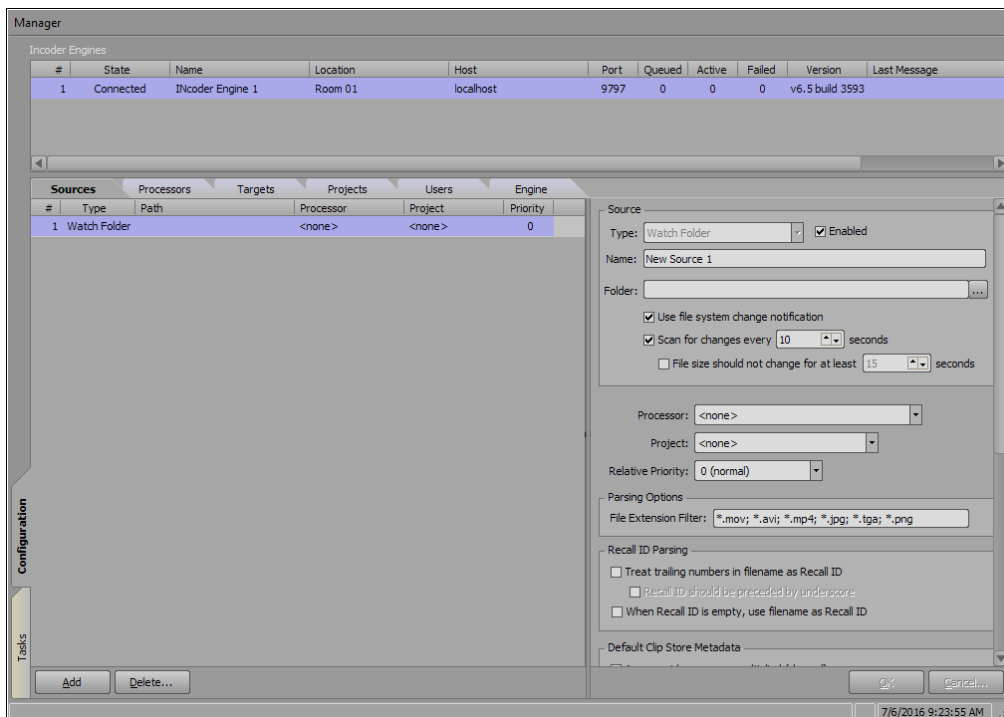 Manager
Incoder Engines
# State Name Location Host Port Queued Active Failed Version Last Message
1 Connected INcoder Engine 1 Room 01 localhost 9797 0 0 0 v6.5 build 3593
Sources Processors Targets Projects Users Engine
# Type Path Processor Project Priority
1 Watch Folder <none> <none> 0
Source
Type: Watch Folder Enabled
Name: New Source 1
Folder: ...
Use file system change notification
Scan for changes every 10 seconds
File size should not change for at least 15 seconds
Processor: <none>
Project: <none>
Relative Priority: 0 (normal)
Parsing Options
File Extension Filter: *.mov; *.avi; *.mp4; *.jpg; *.tga; *.png
Recall ID Parsing
Treat trailing numbers in filename as Recall ID
Recall ID should be preceded by underscore
When Recall ID is empty, use filename as Recall ID
Default Clip Store Metadata
Configuration
Tasks
Add Delete... OK Cancel...
7/6/2016 9:23:55 AM